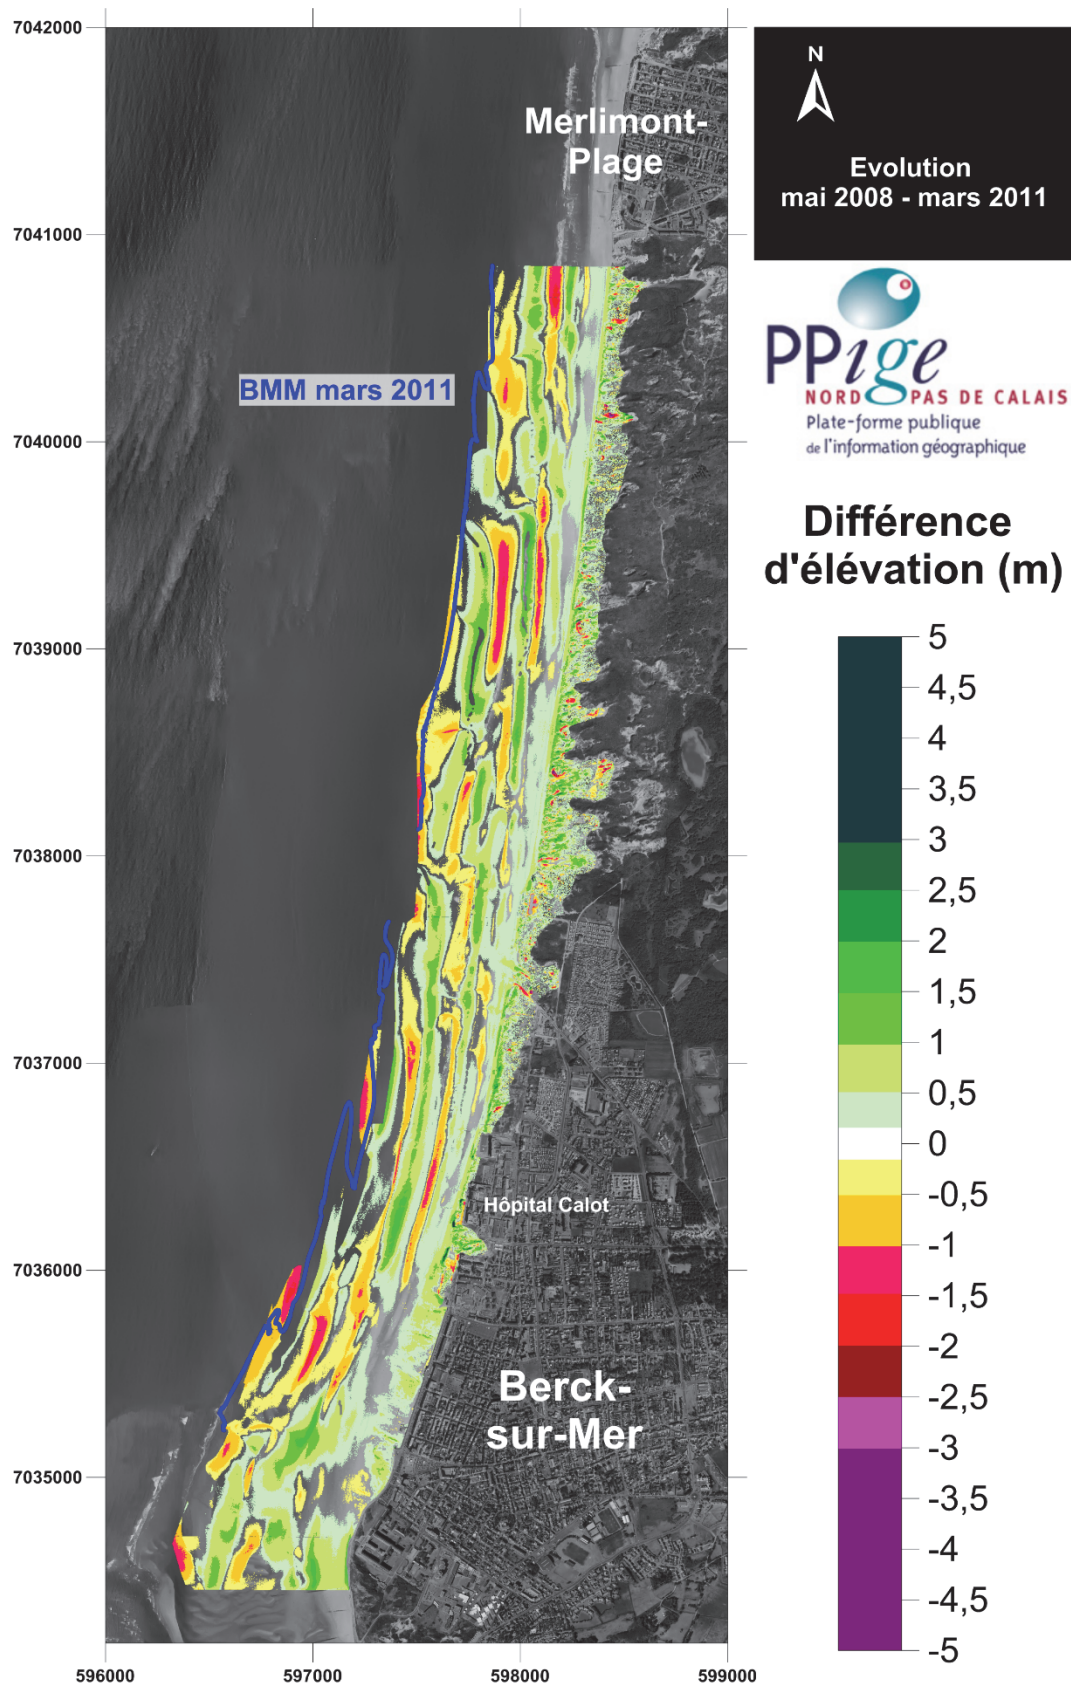 7042000
7041000
7040000
7039000
7038000
7037000
7036000
7035000
596000
597000
598000
599000
Merlimont-
Plage
BMM mars 2011
Hôpital Calot
Berck-
sur-Mer
N
Evolution
mai 2008 - mars 2011
PPige
NORD PAS DE CALAIS
Plate-forme publique
de l'information géographique
Différence
d'élévation (m)
5
4,5
4
3,5
3
2,5
2
1,5
1
0,5
0
-0,5
-1
-1,5
-2
-2,5
-3
-3,5
-4
-4,5
-5